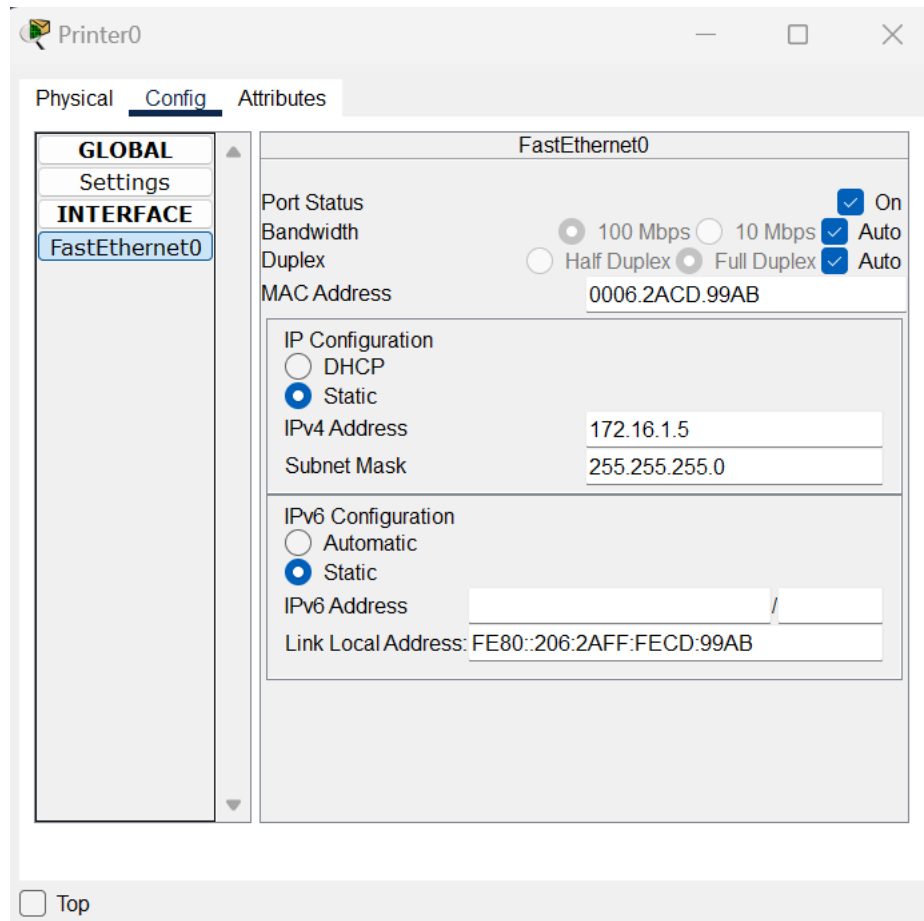 Printer0
Physical Config Attributes
GLOBAL
Settings
INTERFACE
FastEthernet0
FastEthernet0
Port Status On
Bandwidth 100 Mbps 10 Mbps Auto
Duplex Half Duplex Full Duplex Auto
MAC Address 0006.2ACD.99AB
IP Configuration
DHCP
Static
IPv4 Address 172.16.1.5
Subnet Mask 255.255.255.0
IPv6 Configuration
Automatic
Static
IPv6 Address /
Link Local Address: FE80::206:2AFF:FECD:99AB
Top